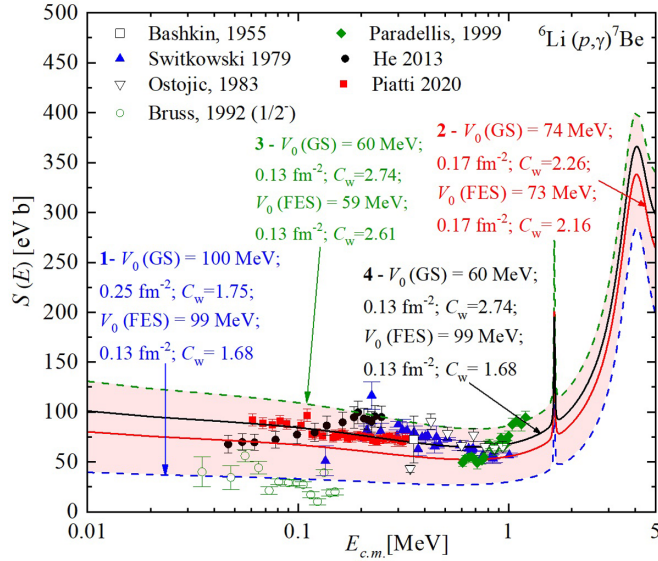 ⁶Li (p,γ)⁷Be
Bashkin, 1955
Switkowski 1979
Ostojic, 1983
Bruss, 1992 (1/2⁻)
Paradellis, 1999
He 2013
Piatti 2020
3 - V₀ (GS) = 60 MeV;
0.13 fm⁻²; C_w=2.74;
V₀ (FES) = 59 MeV;
0.13 fm⁻²; C_w=2.61
2 - V₀ (GS) = 74 MeV;
0.17 fm⁻²; C_w=2.26;
V₀ (FES) = 73 MeV;
0.17 fm⁻²; C_w= 2.16
1- V₀ (GS) = 100 MeV;
0.25 fm⁻²; C_w=1.75;
V₀ (FES) = 99 MeV;
0.13 fm⁻²; C_w= 1.68
4 - V₀ (GS) = 60 MeV;
0.13 fm⁻²; C_w=2.74;
V₀ (FES) = 99 MeV;
0.13 fm⁻²; C_w= 1.68
S(E) [eV b]
500
450
400
350
300
250
200
150
100
50
0
0.01
0.1
1
5
E_c.m.[MeV]